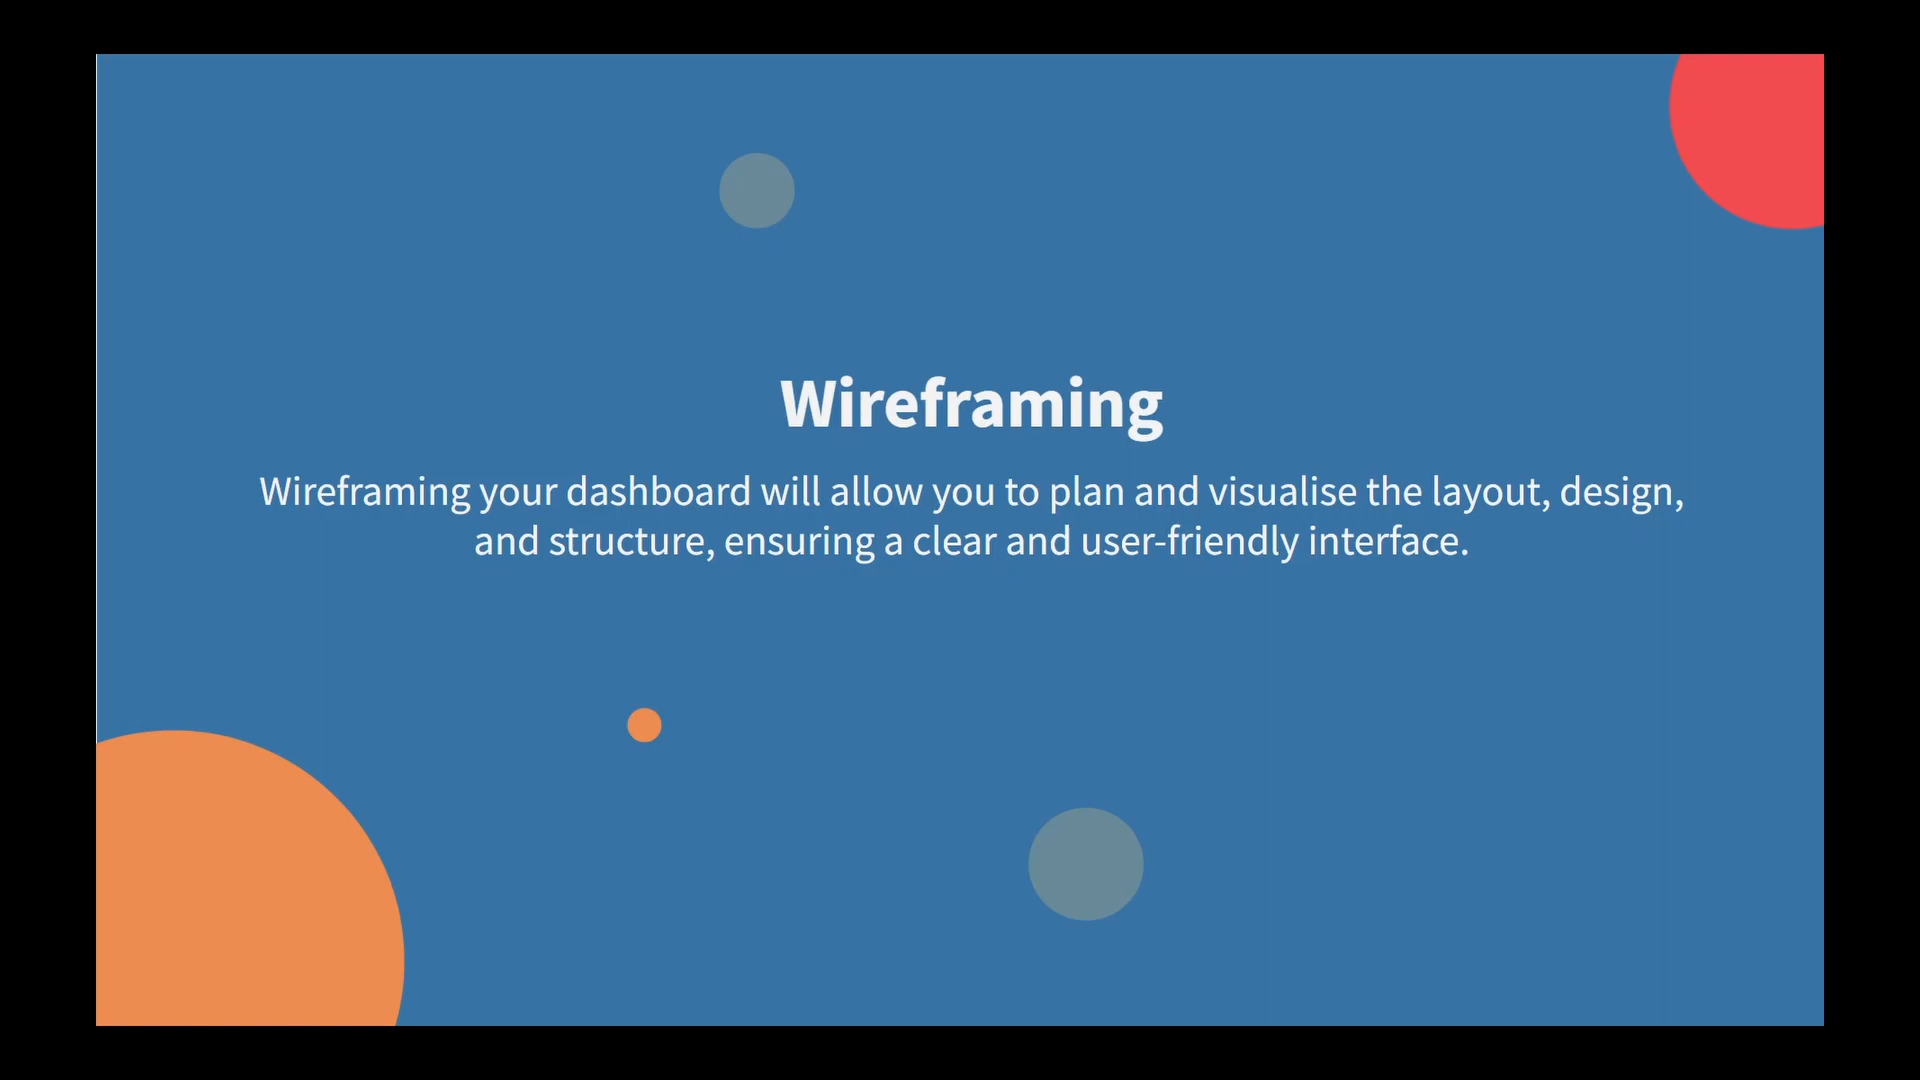 Wireframing
Wireframing your dashboard will allow you to plan and visualise the layout, design,
and structure, ensuring a clear and user-friendly interface.